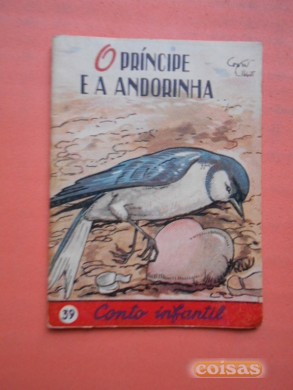 O PRÍNCIPE
E A ANDORINHA
39
Conto infantil
coisas